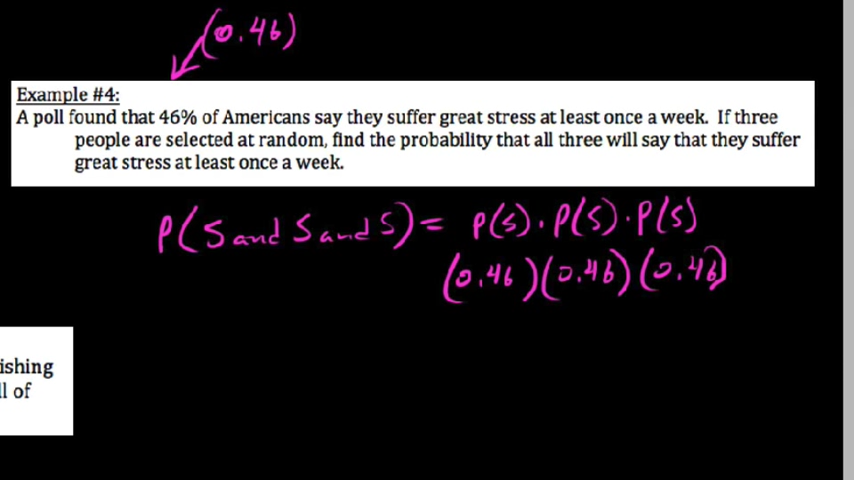 (0.46)
Example #4:
A poll found that 46% of Americans say they suffer great stress at least once a week. If three
people are selected at random, find the probability that all three will say that they suffer
great stress at least once a week.
P(S and S and S) = P(S) · P(S) · P(S)
(0.46)(0.46)(0.46)
ishing
ll of